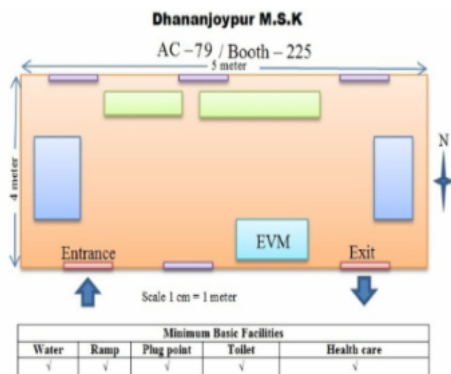 Dhananjoypur M.S.K
AC –79 / Booth – 225
5 meter
4 meter
N
EVM
Entrance
Exit
Scale 1 cm = 1 meter
Minimum Basic Facilities
Water Ramp Plug point Toilet Health care
√ √ √ √ √